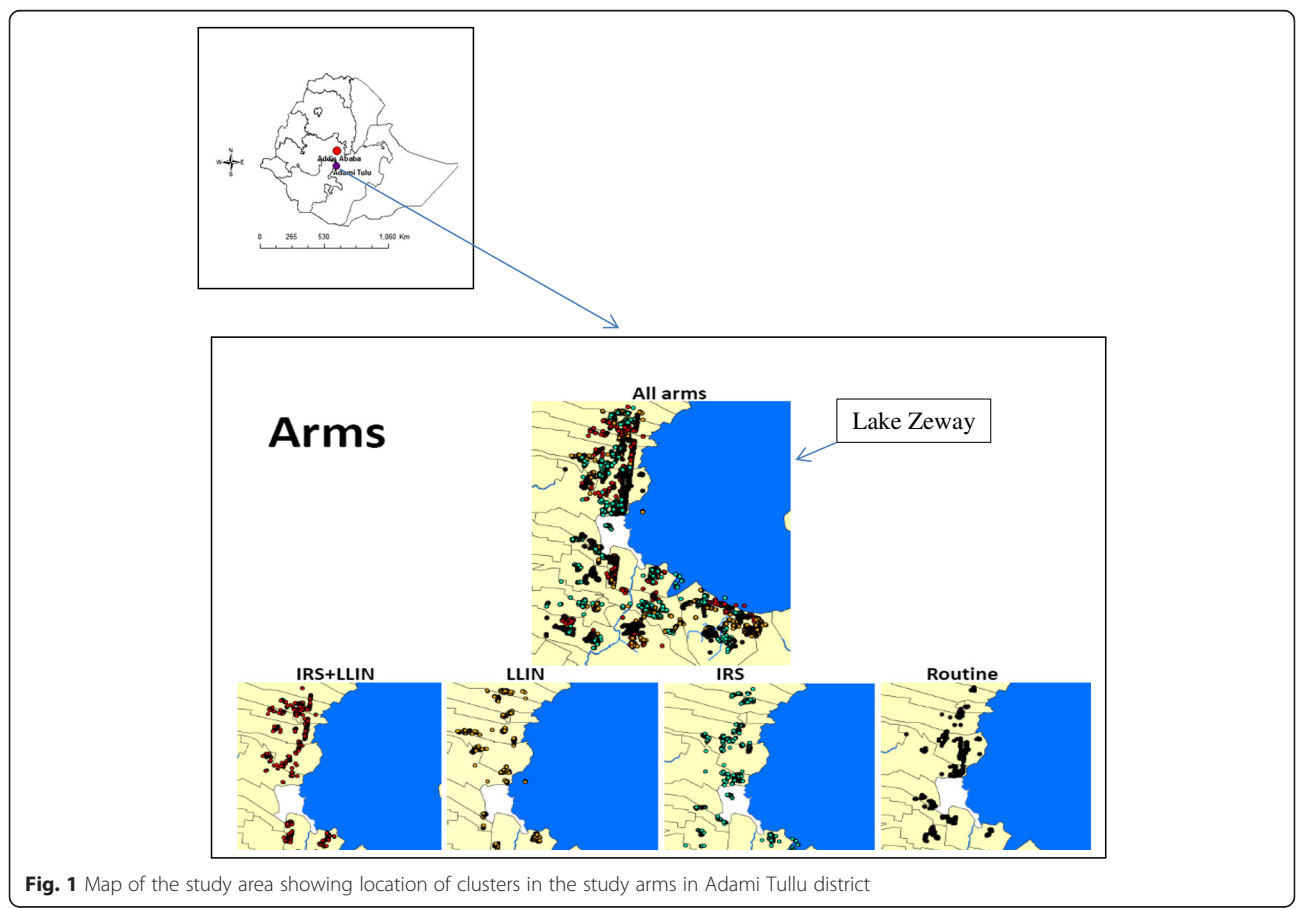 N
W E
S
Addis Ababa
Adami Tulu
0 265 530 1,060 Km
All arms
Arms
Lake Zeway
IRS+LLIN LLIN IRS Routine
Fig. 1 Map of the study area showing location of clusters in the study arms in Adami Tullu district